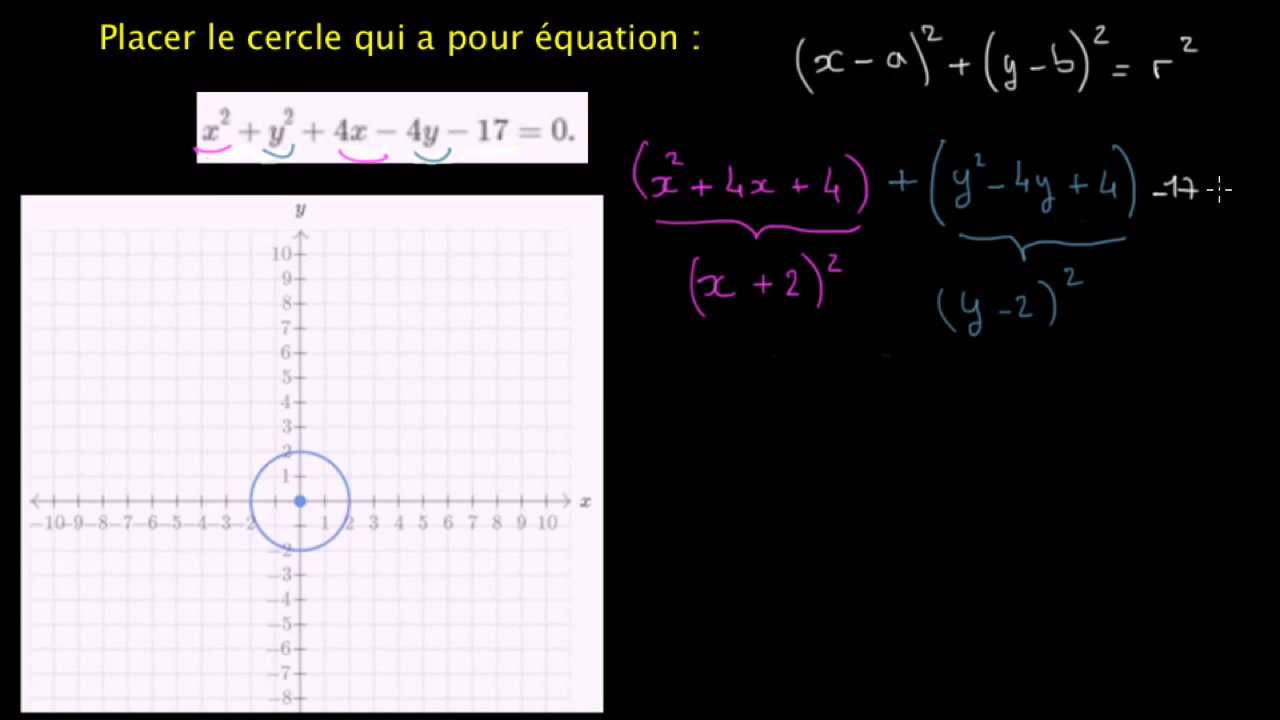 Placer le cercle qui a pour équation :
(x - a)² + (y - b)² = r²
x² + y² + 4x - 4y - 17 = 0.
(x² + 4x + 4) + (y² - 4y + 4) -17
(x + 2)² (y - 2)²
y
10
9
8
7
6
5
4
3
2
1
x
-10 -9 -8 -7 -6 -5 -4 -3 -2 1 2 3 4 5 6 7 8 9 10
-2
-3
-4
-5
-6
-7
-8